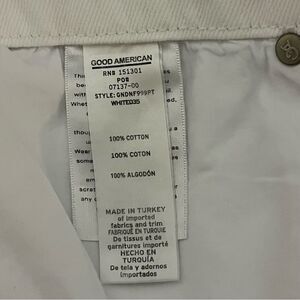 GOOD AMERICAN
RN# 151301
PO#
07137-00
STYLE: GNDNF999PT
WHITE035
100% COTTON
100% COTON
100% ALGODÓN
MADE IN TURKEY
of imported
fabrics and trim
FABRIQUÉ EN TURQUIE
De tissus et de
garnitures importé
HECHO EN
TURQUÍA
De tela y adornos
importados